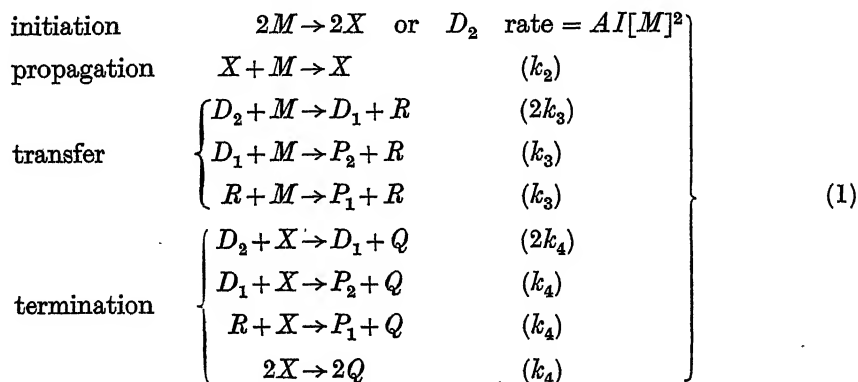 initiation 2M→2X or D₂ rate = AI[M]²
propagation X+M→X (k₂)
transfer
D₂+M→D₁+R (2k₃)
D₁+M→P₂+R (k₃)
R+M→P₁+R (k₃)
(1)
termination
D₂+X→D₁+Q (2k₄)
D₁+X→P₂+Q (k₄)
R+X→P₁+Q (k₄)
2X→2Q (k₄)